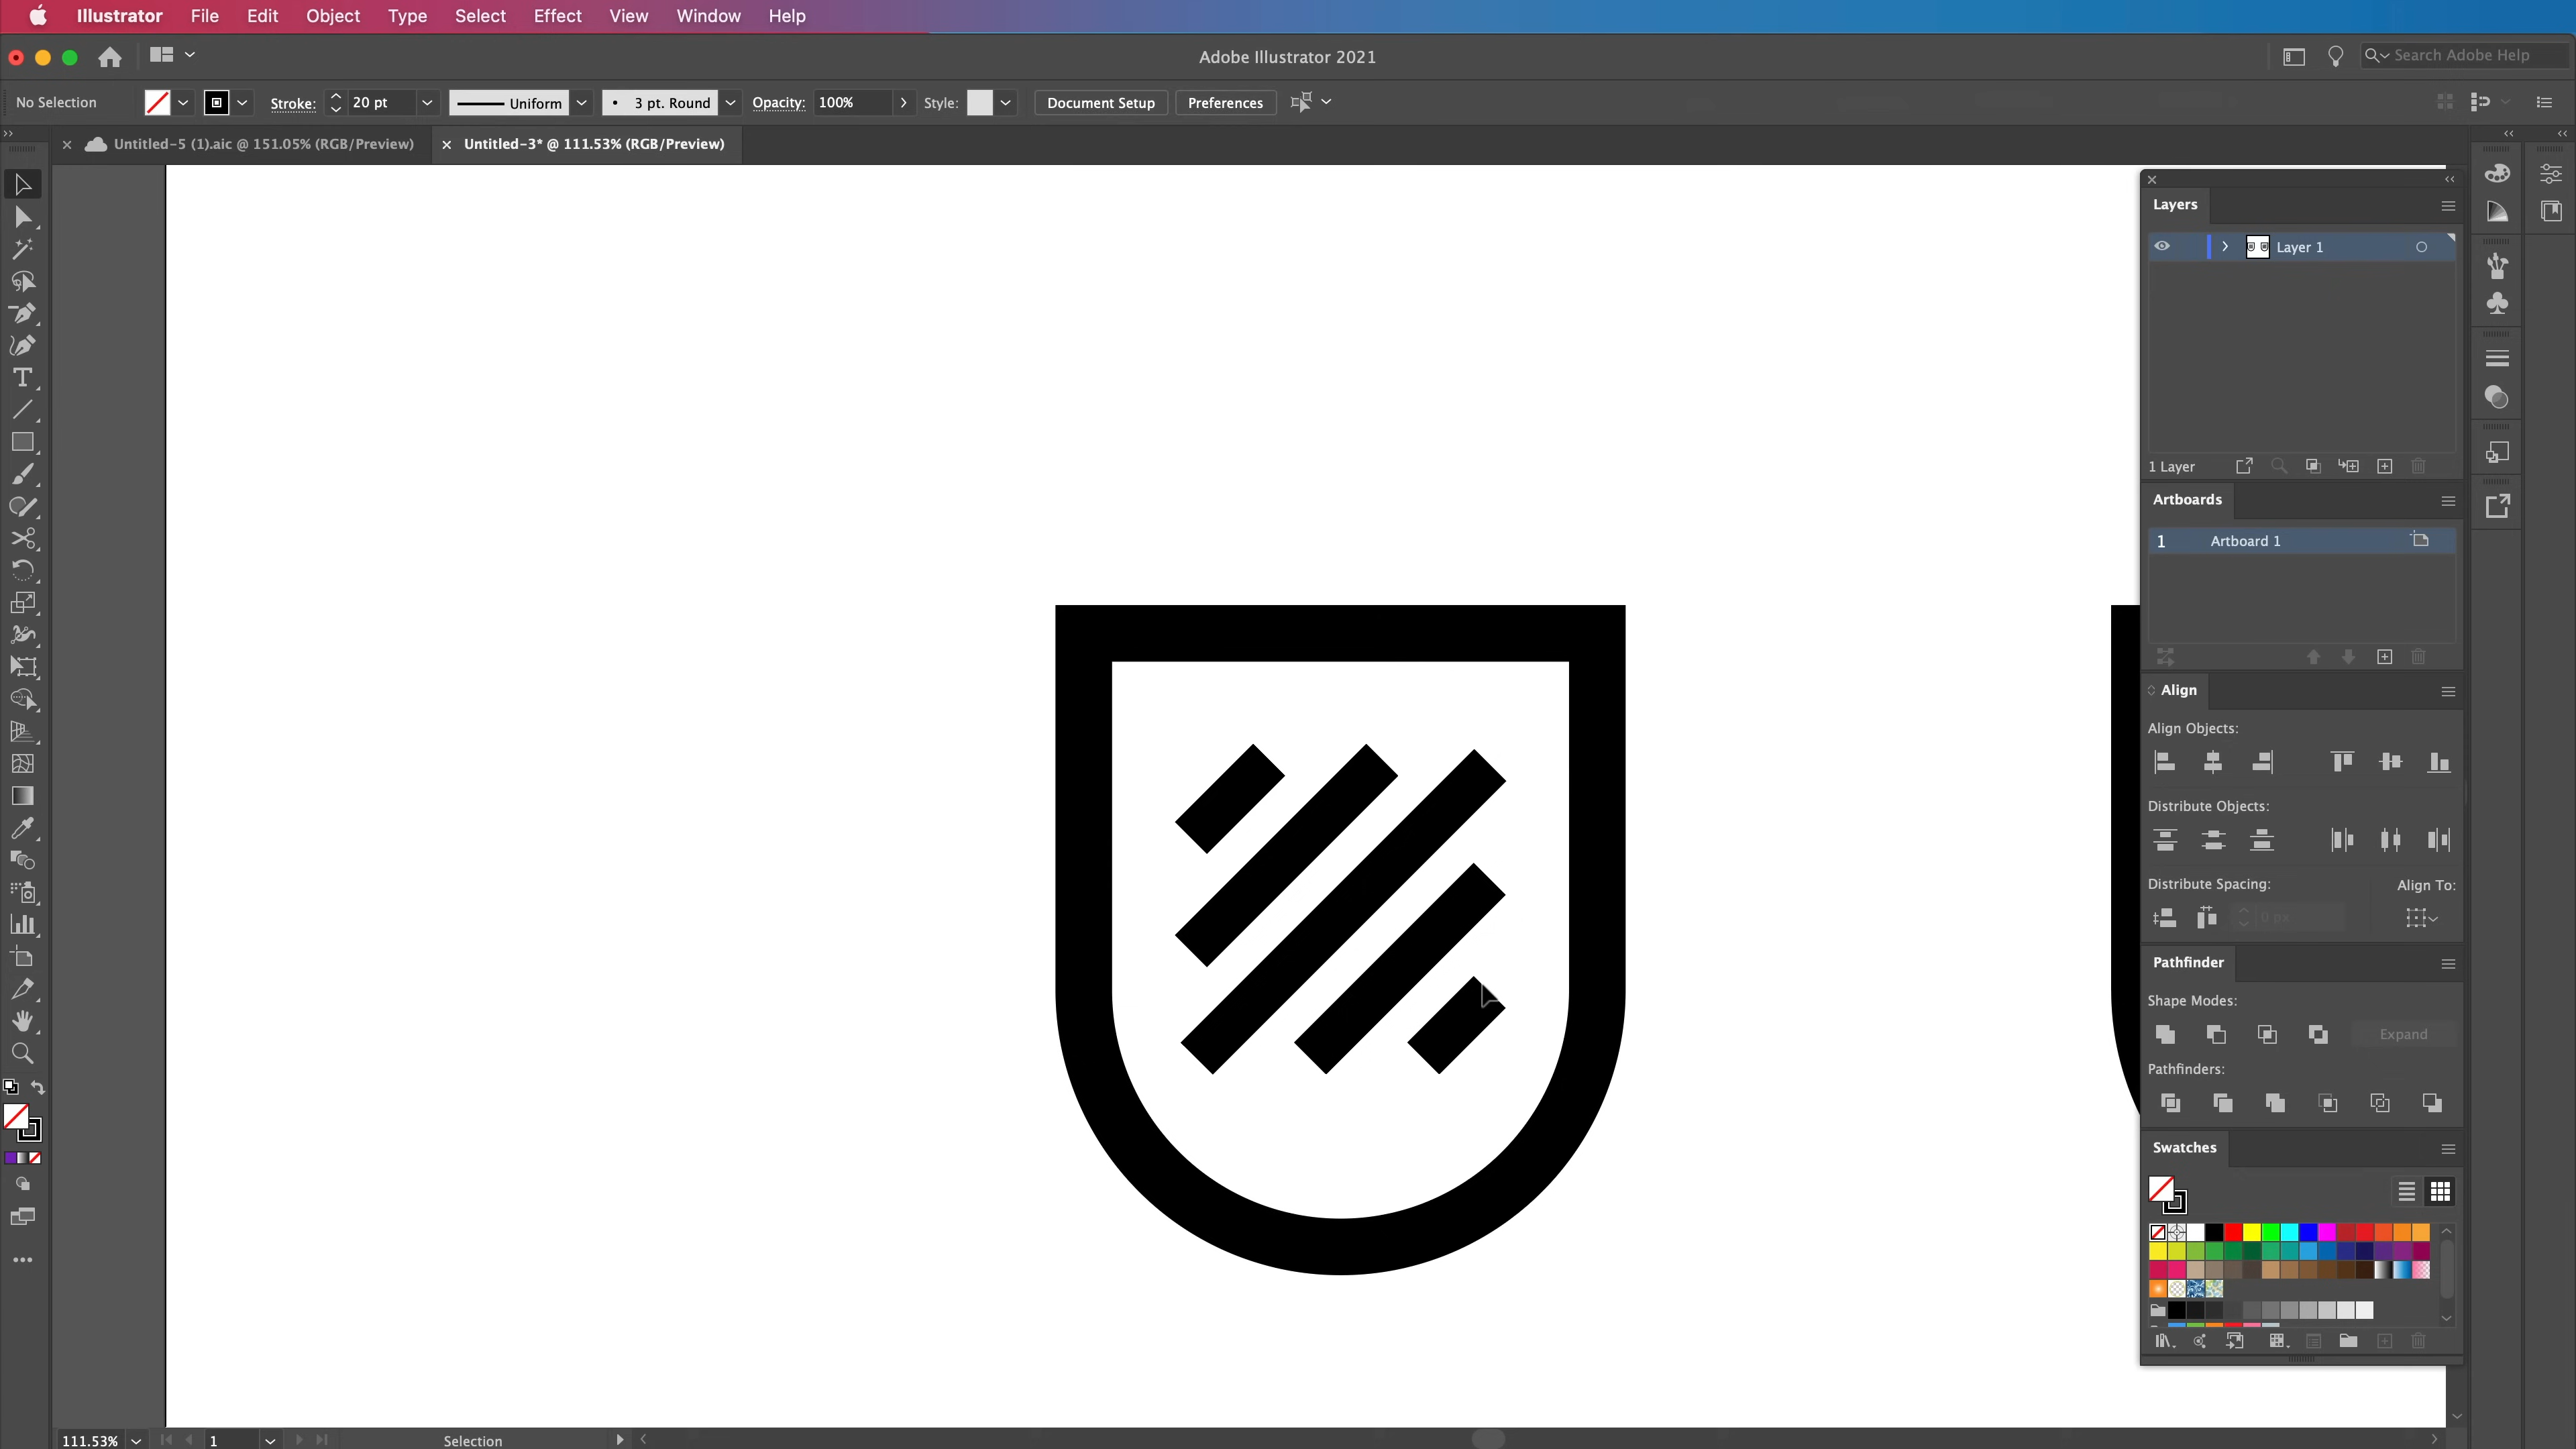 Illustrator File Edit Object Type Select Effect View Window Help
Adobe Illustrator 2021
Search Adobe Help
No Selection Stroke: 20 pt Uniform 3 pt. Round Opacity: 100% Style: Document Setup Preferences
Untitled-5 (1).aic @ 151.05% (RGB/Preview) Untitled-3* @ 111.53% (RGB/Preview)
Layers
Layer 1
1 Layer
Artboards
1 Artboard 1
Align
Align Objects:
Distribute Objects:
Distribute Spacing: Align To:
0 px
Pathfinder
Shape Modes:
Expand
Pathfinders:
Swatches
111.53% 1 Selection